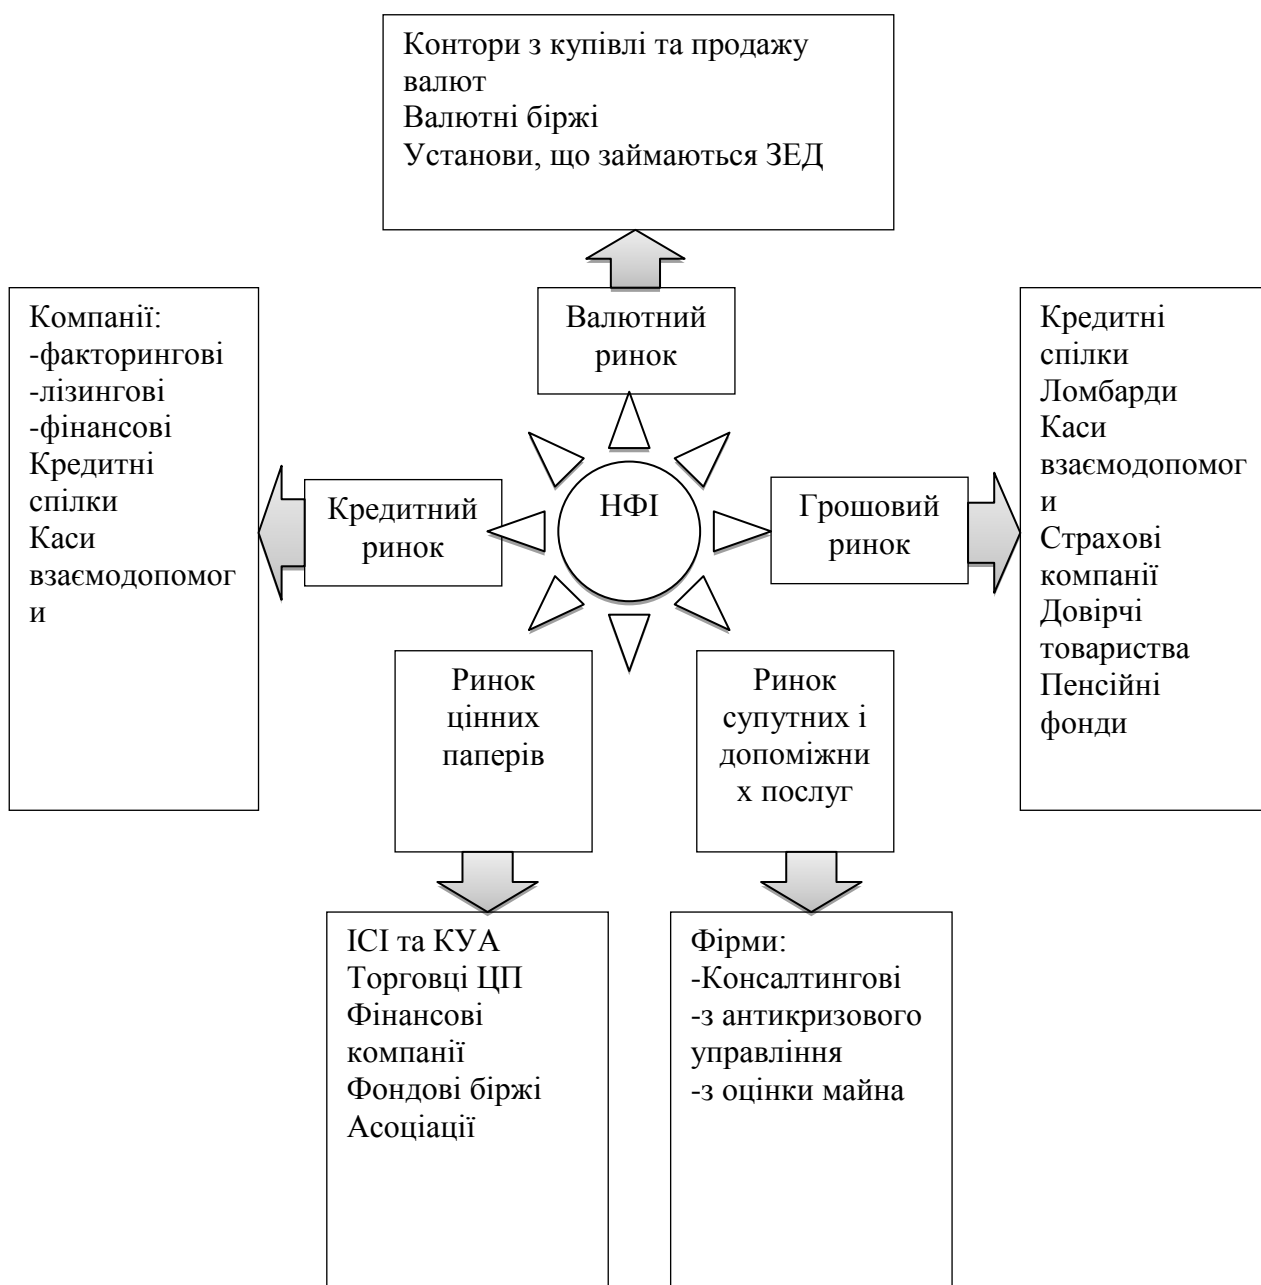 Контори з купівлі та продажу
валют
Валютні біржі
Установи, що займаються ЗЕД
Валютний
ринок
Компанії:
-факторингові
-лізингові
-фінансові
Кредитні
спілки
Каси
взаємодопомог
и
Кредитний
ринок
НФІ
Грошовий
ринок
Кредитні
спілки
Ломбарди
Каси
взаємодопомог
и
Страхові
компанії
Довірчі
товариства
Пенсійні
фонди
Ринок
цінних
паперів
Ринок
супутних і
допоміжни
х послуг
ІСІ та КУА
Торговці ЦП
Фінансові
компанії
Фондові біржі
Асоціації
Фірми:
-Консалтингові
-з антикризового
управління
-з оцінки майна